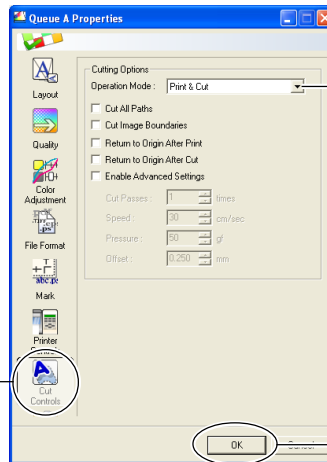 Queue A Properties
Layout
Quality
Color
Adjustment
File Format
Mark
Printer
Cut
Controls
Cutting Options
Operation Mode : Print & Cut
Cut All Paths
Cut Image Boundaries
Return to Origin After Print
Return to Origin After Cut
Enable Advanced Settings
Cut Passes : 1 times
Speed : 30 cm/sec
Pressure : 50 gf
Offset : 0.250 mm
OK